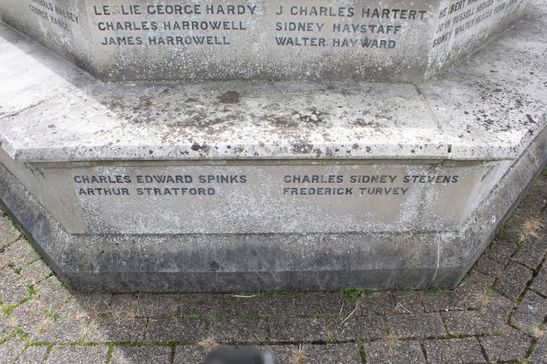 LESLIE GEORGE HARDY
CHARLES HARROWELL
JAMES HARROWELL
J CHARLES HARTERT
SIDNEY HAYSTAFF
WALTER HAYWARD
CHARLES EDWARD SPINKS
ARTHUR STRATFORD
CHARLES SIDNEY STEVENS
FREDERICK TURVEY